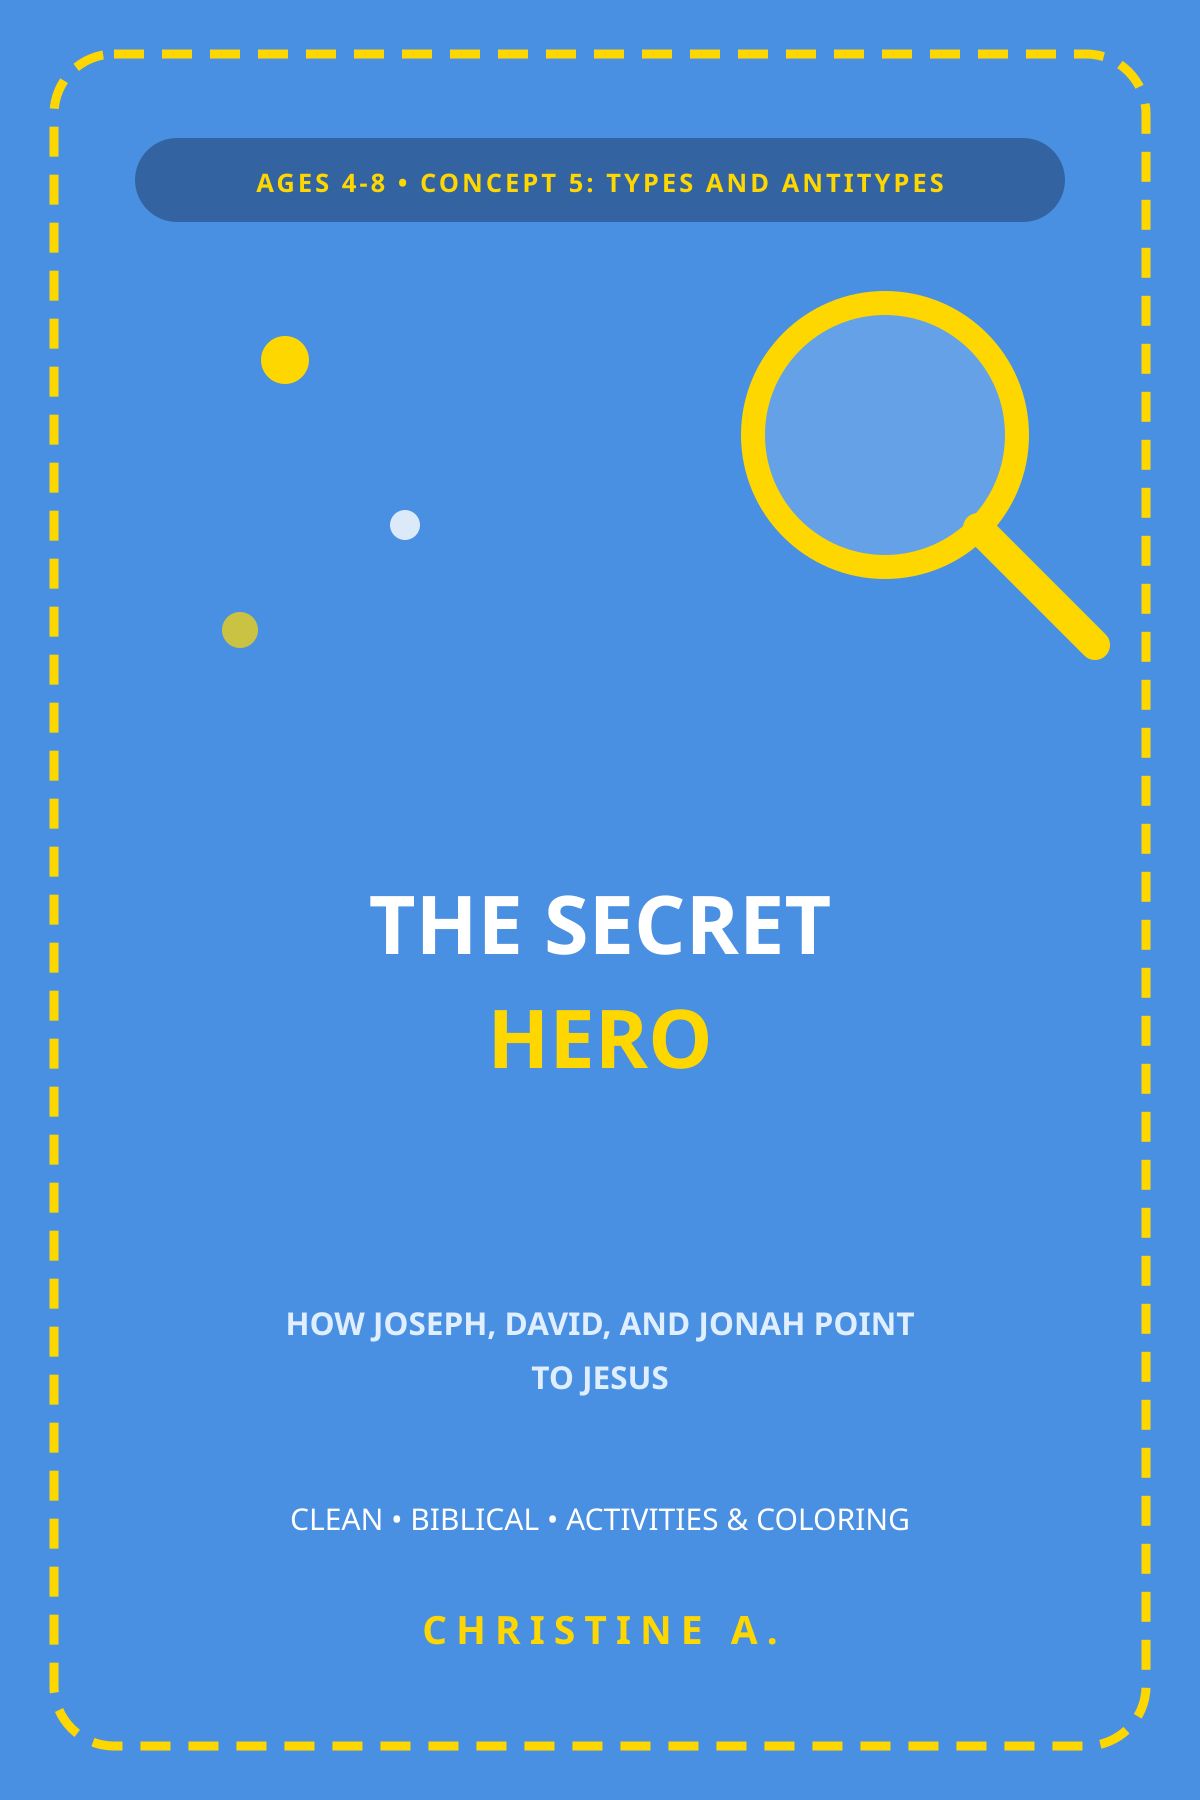 AGES 4-8 • CONCEPT 5: TYPES AND ANTITYPES
THE SECRET
HERO
HOW JOSEPH, DAVID, AND JONAH POINT
TO JESUS
CLEAN • BIBLICAL • ACTIVITIES & COLORING
CHRISTINE A.